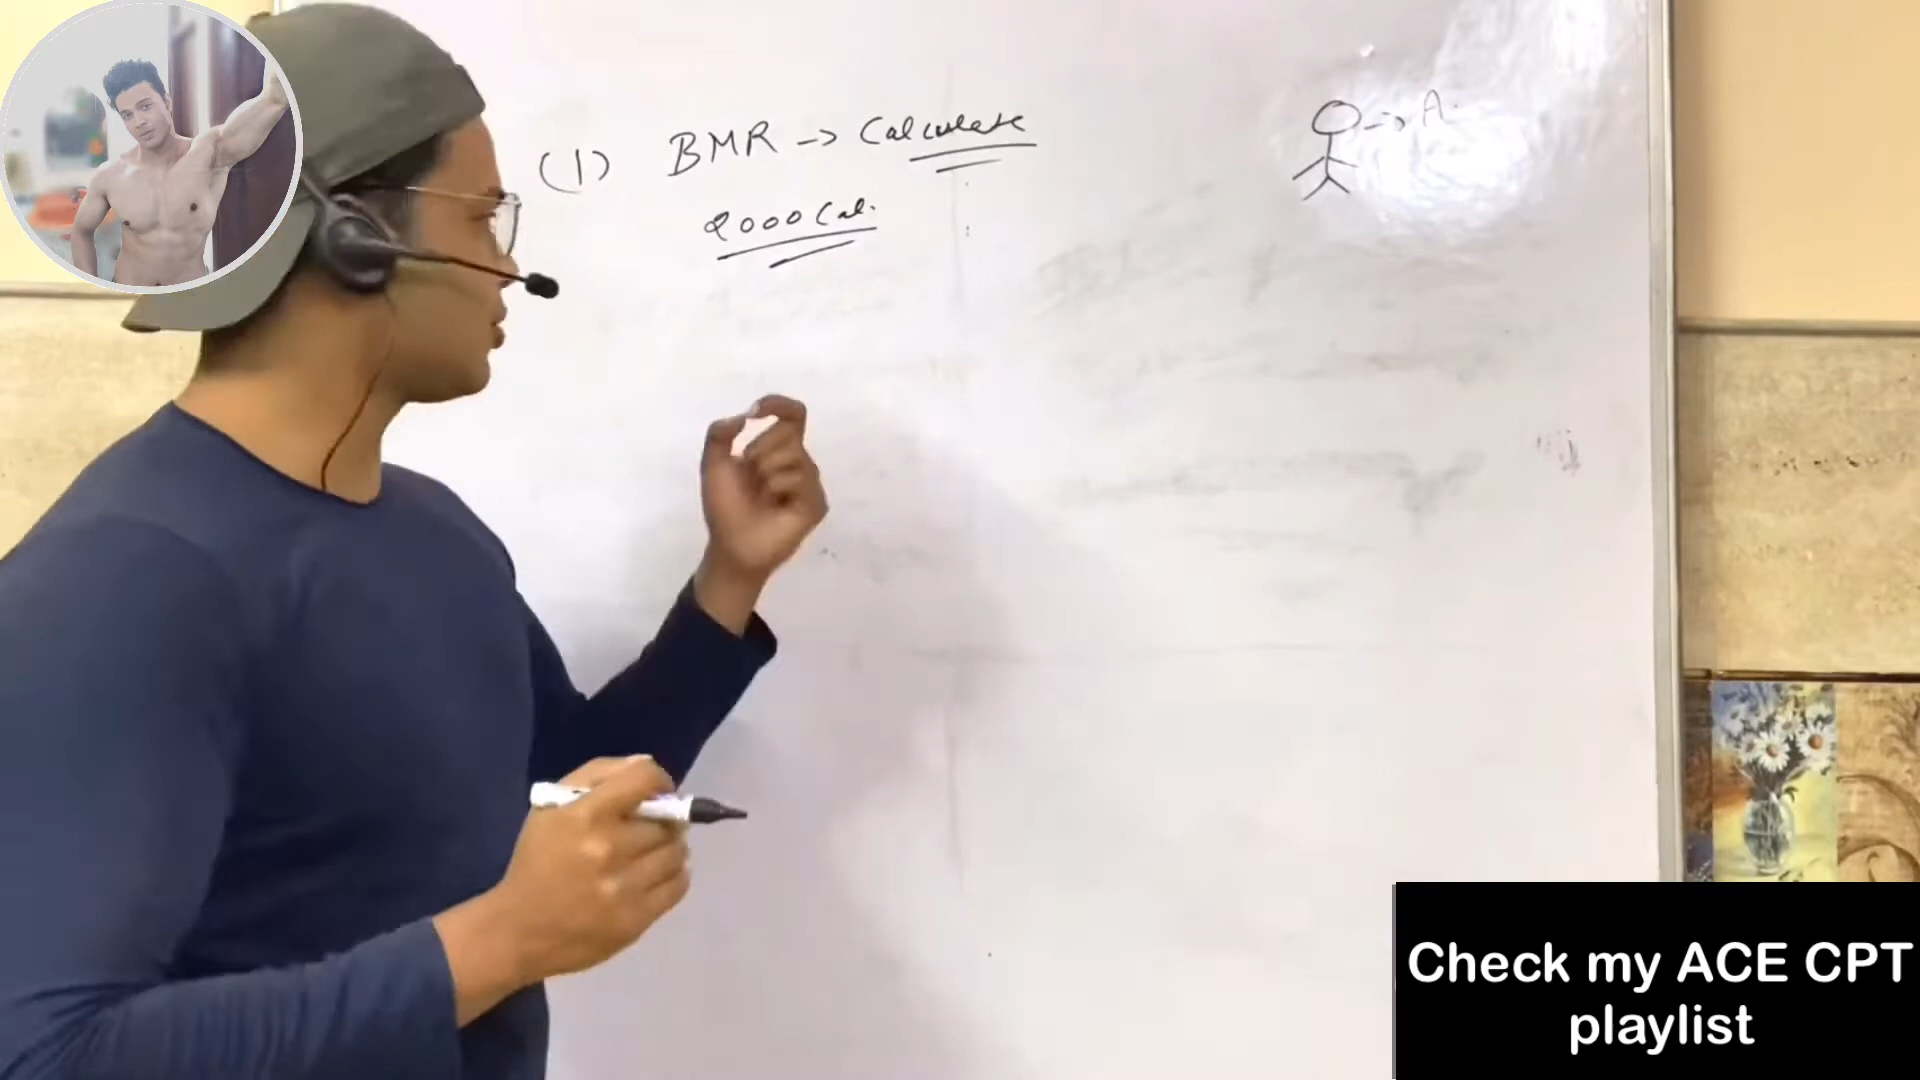 (1) BMR -> Calculate
-> A.
2000 Cal.
Check my ACE CPT
playlist